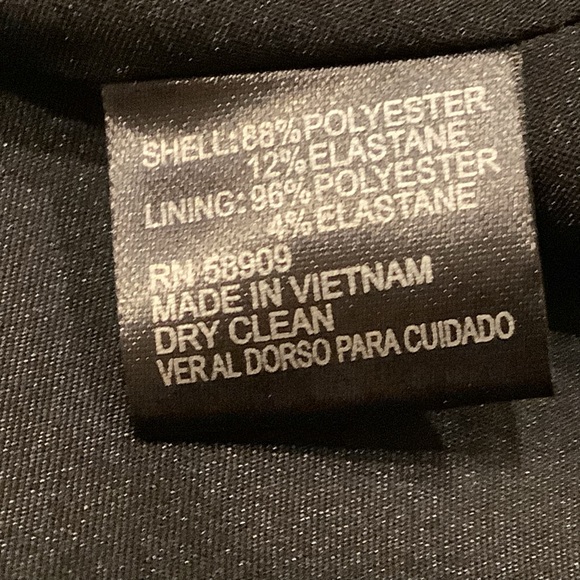 SHELL: 88% POLYESTER
12% ELASTANE
LINING: 96% POLYESTER
4% ELASTANE
RN 58909
MADE IN VIETNAM
DRY CLEAN
VER AL DORSO PARA CUIDADO